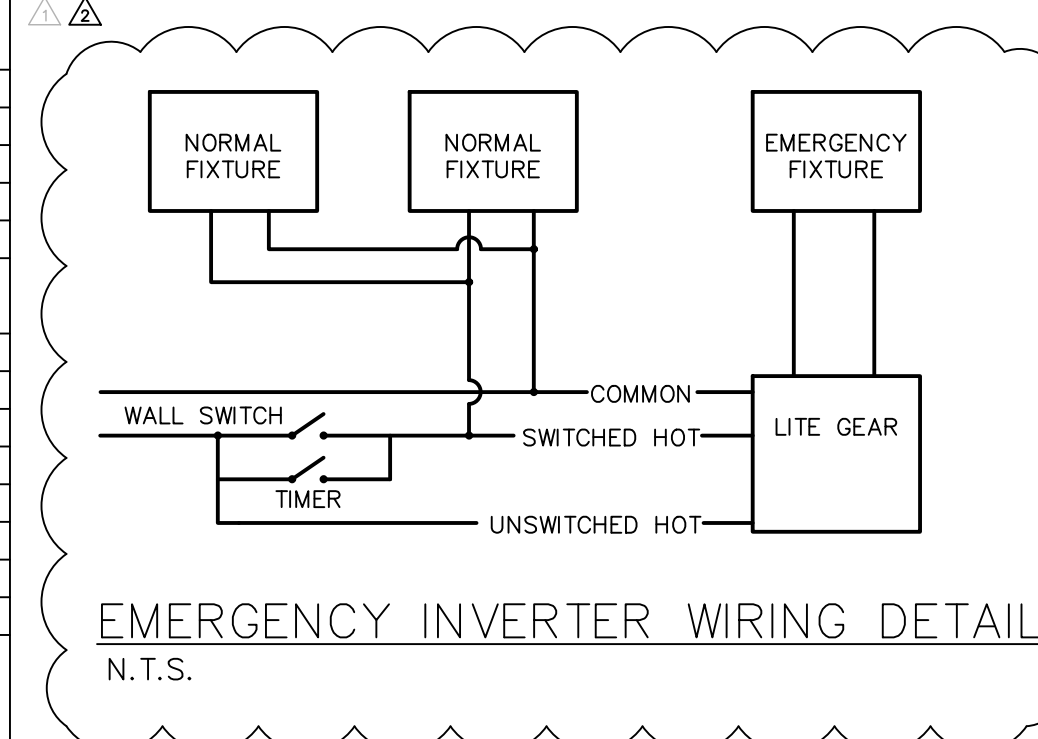 1 2
NORMAL
FIXTURE
NORMAL
FIXTURE
EMERGENCY
FIXTURE
COMMON
WALL SWITCH
LITE GEAR
SWITCHED HOT
TIMER
UNSWITCHED HOT
EMERGENCY INVERTER WIRING DETAIL
N.T.S.